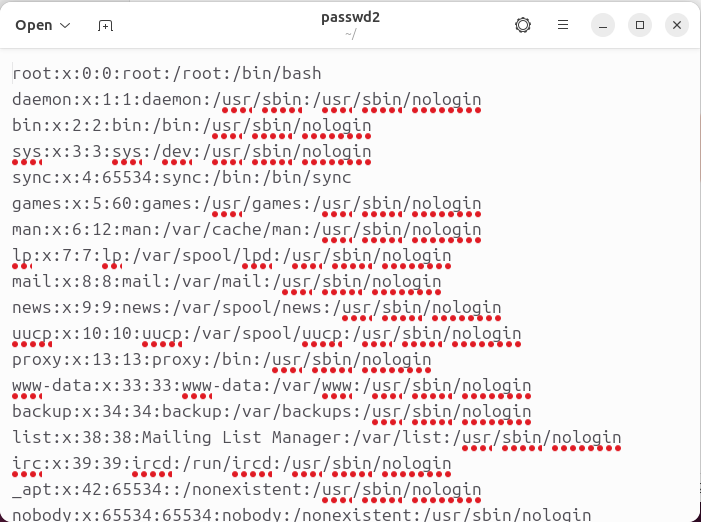 Open
passwd2
~/
root:x:0:0:root:/root:/bin/bash
daemon:x:1:1:daemon:/usr/sbin:/usr/sbin/nologin
bin:x:2:2:bin:/bin:/usr/sbin/nologin
sys:x:3:3:sys:/dev:/usr/sbin/nologin
sync:x:4:65534:sync:/bin:/bin/sync
games:x:5:60:games:/usr/games:/usr/sbin/nologin
man:x:6:12:man:/var/cache/man:/usr/sbin/nologin
lp:x:7:7:lp:/var/spool/lpd:/usr/sbin/nologin
mail:x:8:8:mail:/var/mail:/usr/sbin/nologin
news:x:9:9:news:/var/spool/news:/usr/sbin/nologin
uucp:x:10:10:uucp:/var/spool/uucp:/usr/sbin/nologin
proxy:x:13:13:proxy:/bin:/usr/sbin/nologin
www-data:x:33:33:www-data:/var/www:/usr/sbin/nologin
backup:x:34:34:backup:/var/backups:/usr/sbin/nologin
list:x:38:38:Mailing List Manager:/var/list:/usr/sbin/nologin
irc:x:39:39:ircd:/run/ircd:/usr/sbin/nologin
_apt:x:42:65534::/nonexistent:/usr/sbin/nologin
nobody:x:65534:65534:nobody:/nonexistent:/usr/sbin/nologin